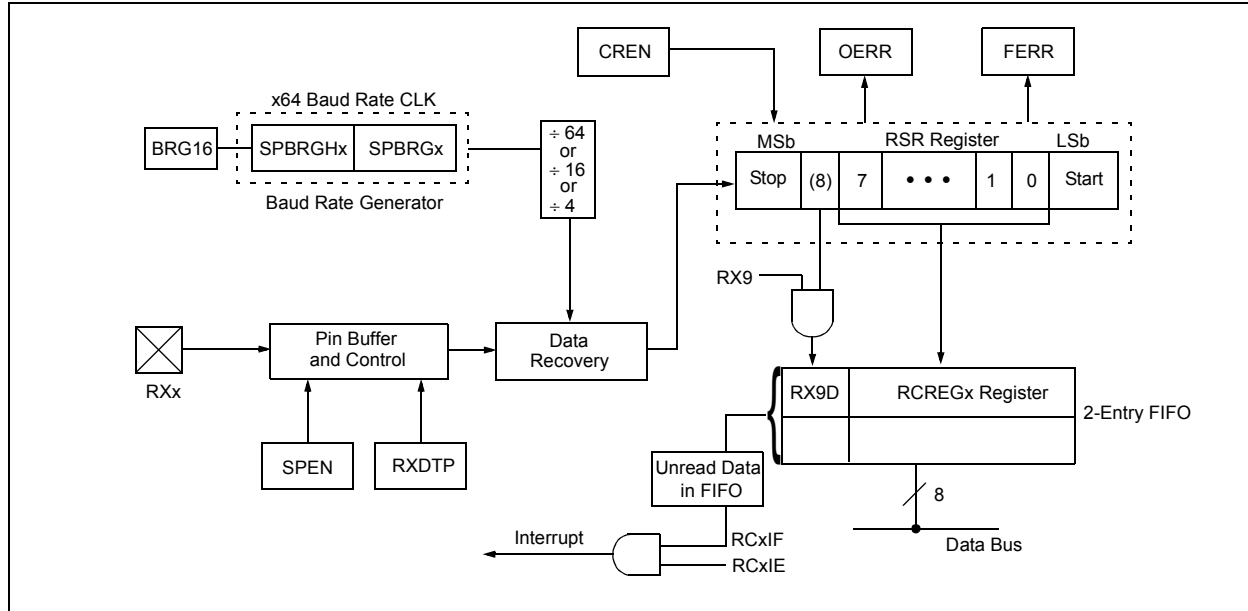 CREN
OERR
FERR
x64 Baud Rate CLK
BRG16
SPBRGHx
SPBRGx
Baud Rate Generator
÷ 64
or
÷ 16
or
÷ 4
MSb
RSR Register
LSb
Stop
(8)
7
• • •
1
0
Start
RX9
RXx
Pin Buffer
and Control
Data
Recovery
SPEN
RXDTP
RX9D
RCREGx Register
2-Entry FIFO
Unread Data
in FIFO
8
Data Bus
Interrupt
RCxIF
RCxIE